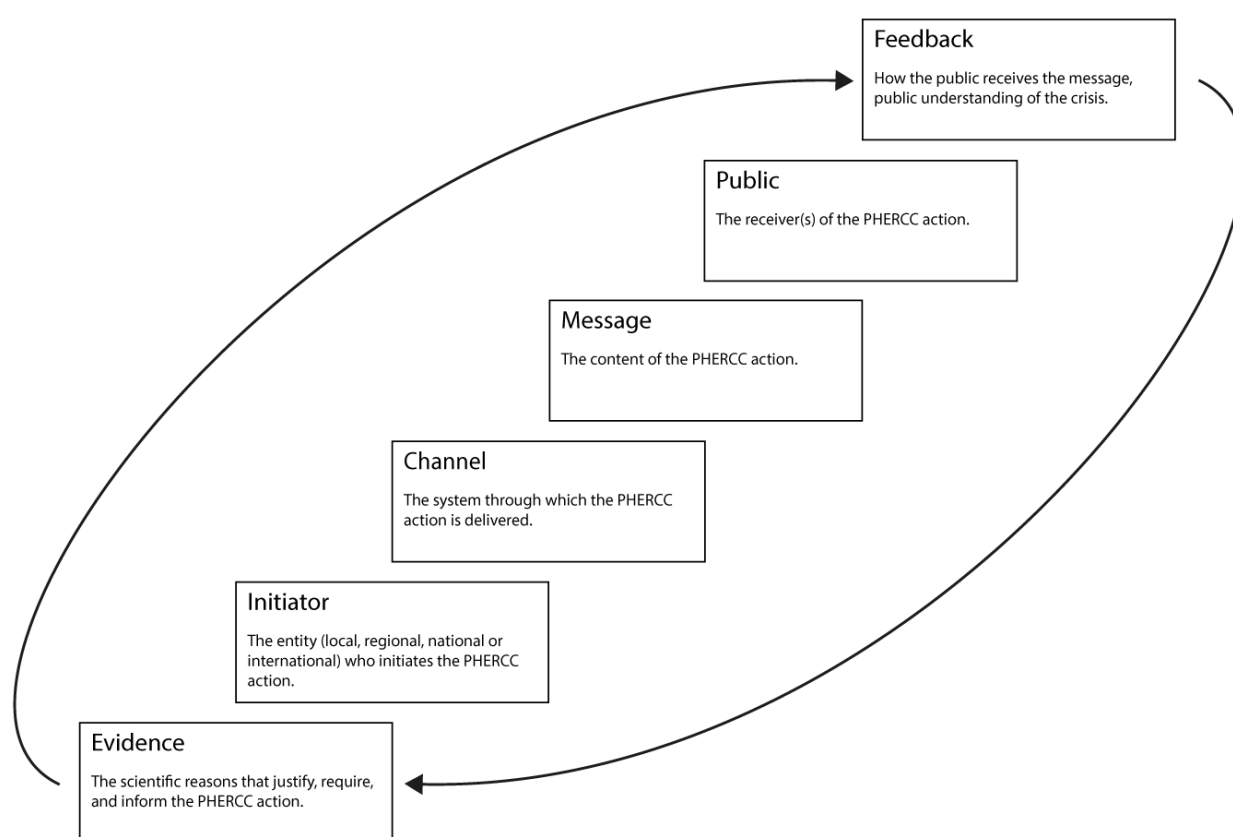 Feedback
How the public receives the message,
public understanding of the crisis.
Public
The receiver(s) of the PHERCC action.
Message
The content of the PHERCC action.
Channel
The system through which the PHERCC
action is delivered.
Initiator
The entity (local, regional, national or
international) who initiates the PHERCC
action.
Evidence
The scientific reasons that justify, require,
and inform the PHERCC action.